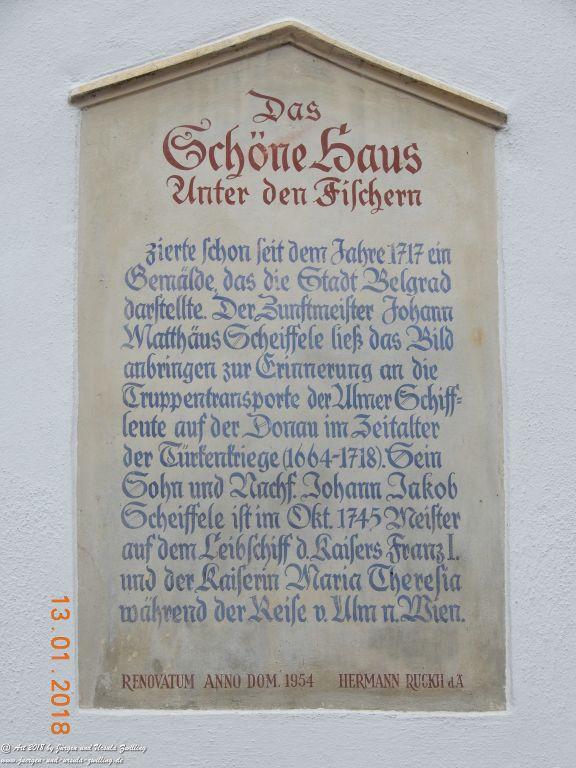 Das
Schöne Haus
Unter den Fischern
zierte schon seit dem Jahre 1717 ein
Gemälde, das die Stadt Belgrad
darstellte. Der Zunftmeister Johann
Matthäus Scheiffele ließ das Bild
anbringen zur Erinnerung an die
Truppentransporte der Ulmer Schiff=
leute auf der Donau im Zeitalter
der Türkenkriege (1664-1718). Sein
Sohn und Nachf. Johann Jakob
Scheiffele ist im Okt. 1745 Meister
auf dem Leibschiff d. Kaisers Franz I.
und der Kaiserin Maria Theresia
während der Reise v. Ulm n. Wien.
RENOVATUM ANNO DOM. 1954 HERMANN RUCKH d.Ä
13.01.2018
@ Art 2018 by Jürgen und Ursula Zwilling
www.juergen-und-ursula-zwilling.de